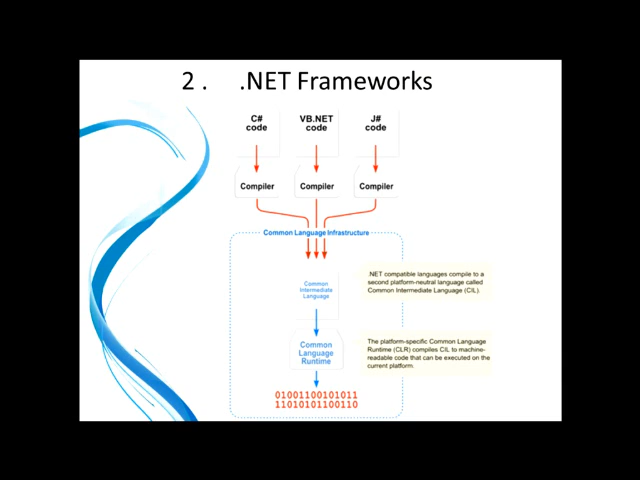 2 .    .NET Frameworks
C#
code
VB.NET
code
J#
code
Compiler
Compiler
Compiler
Common Language Infrastructure
Common
Intermediate
Language
.NET compatible languages compile to a
second platform-neutral language called
Common Intermediate Language (CIL).
Common
Language
Runtime
The platform-specific Common Language
Runtime (CLR) compiles CIL to machine-
readable code that can be executed on the
current platform.
01001100101011
11010101100110